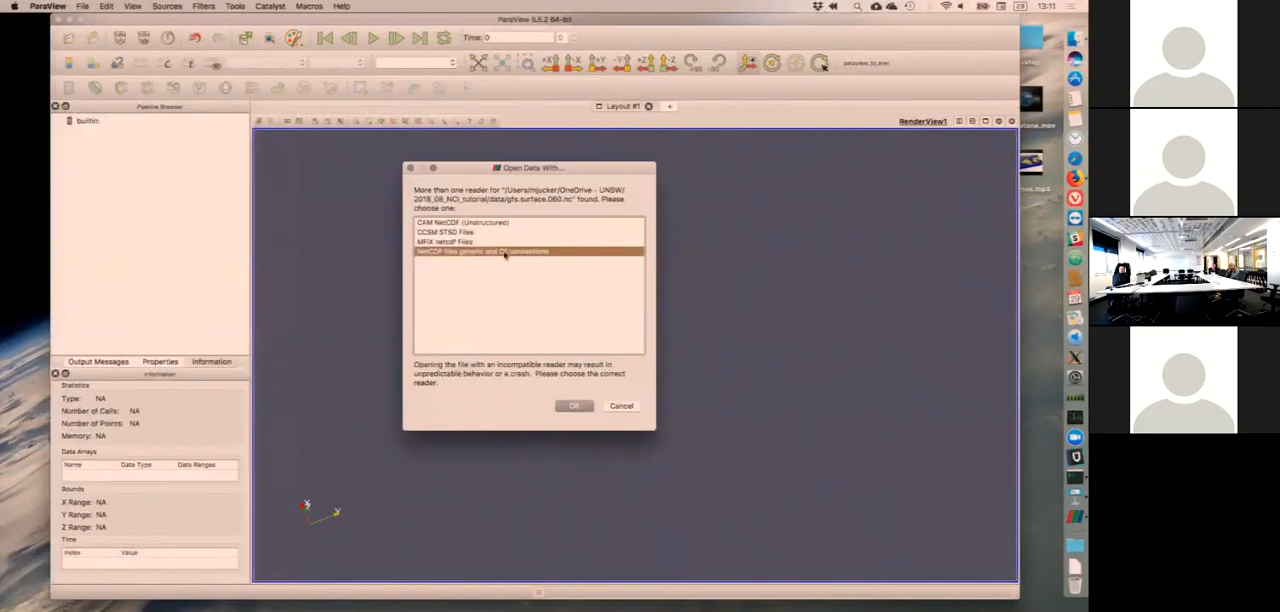 ParaView File Edit View Sources Filters Tools Catalyst Macros Help
13:11
ParaView 5.5.2 64-bit
Time: 0
0
Pipeline Browser
Layout #1
builtin:
RenderView1
Open Data With...
More than one reader for "/Users/mjucker/OneDrive - UNSW/
2018_08_NCI_tutorial/data/gfs.surface.060.nc" found. Please
choose one:
CAM NetCDF (Unstructured)
CCSM STSD Files
MFiX netcdf Files
NetCDF files generic and CF conventions
Opening the file with an incompatible reader may result in
unpredictable behavior or a crash. Please choose the correct
reader.
OK
Cancel
Output Messages Properties Information
Information
Statistics
Type: NA
Number of Cells: NA
Number of Points: NA
Memory: NA
Data Arrays
Name Data Type Data Ranges
Bounds
X Range: NA
Y Range: NA
Z Range: NA
Time
Index Value
Y